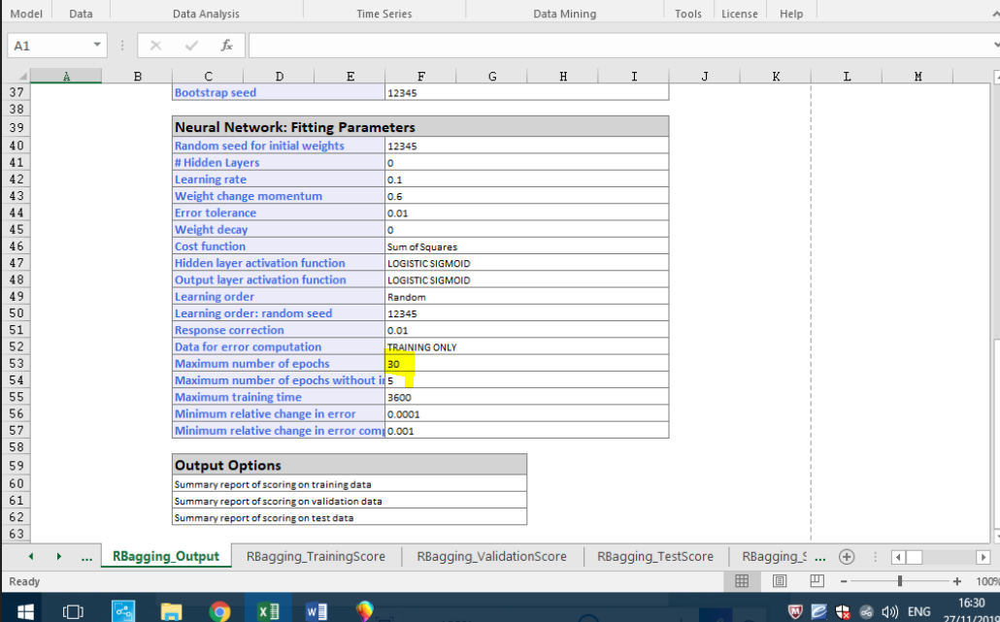 Model Data Data Analysis Time Series Data Mining Tools License Help
A1 fx
A B C D E F G H I J K L M
37 Bootstrap seed 12345
38
39 Neural Network: Fitting Parameters
40 Random seed for initial weights 12345
41 # Hidden Layers 0
42 Learning rate 0.1
43 Weight change momentum 0.6
44 Error tolerance 0.01
45 Weight decay 0
46 Cost function Sum of Squares
47 Hidden layer activation function LOGISTIC SIGMOID
48 Output layer activation function LOGISTIC SIGMOID
49 Learning order Random
50 Learning order: random seed 12345
51 Response correction 0.01
52 Data for error computation TRAINING ONLY
53 Maximum number of epochs 30
54 Maximum number of epochs without i 5
55 Maximum training time 3600
56 Minimum relative change in error 0.0001
57 Minimum relative change in error com 0.001
58
59 Output Options
60 Summary report of scoring on training data
61 Summary report of scoring on validation data
62 Summary report of scoring on test data
63
... RBagging_Output RBagging_TrainingScore RBagging_ValidationScore RBagging_TestScore RBagging_S ...
Ready 100%
ENG 16:30
27/11/2019